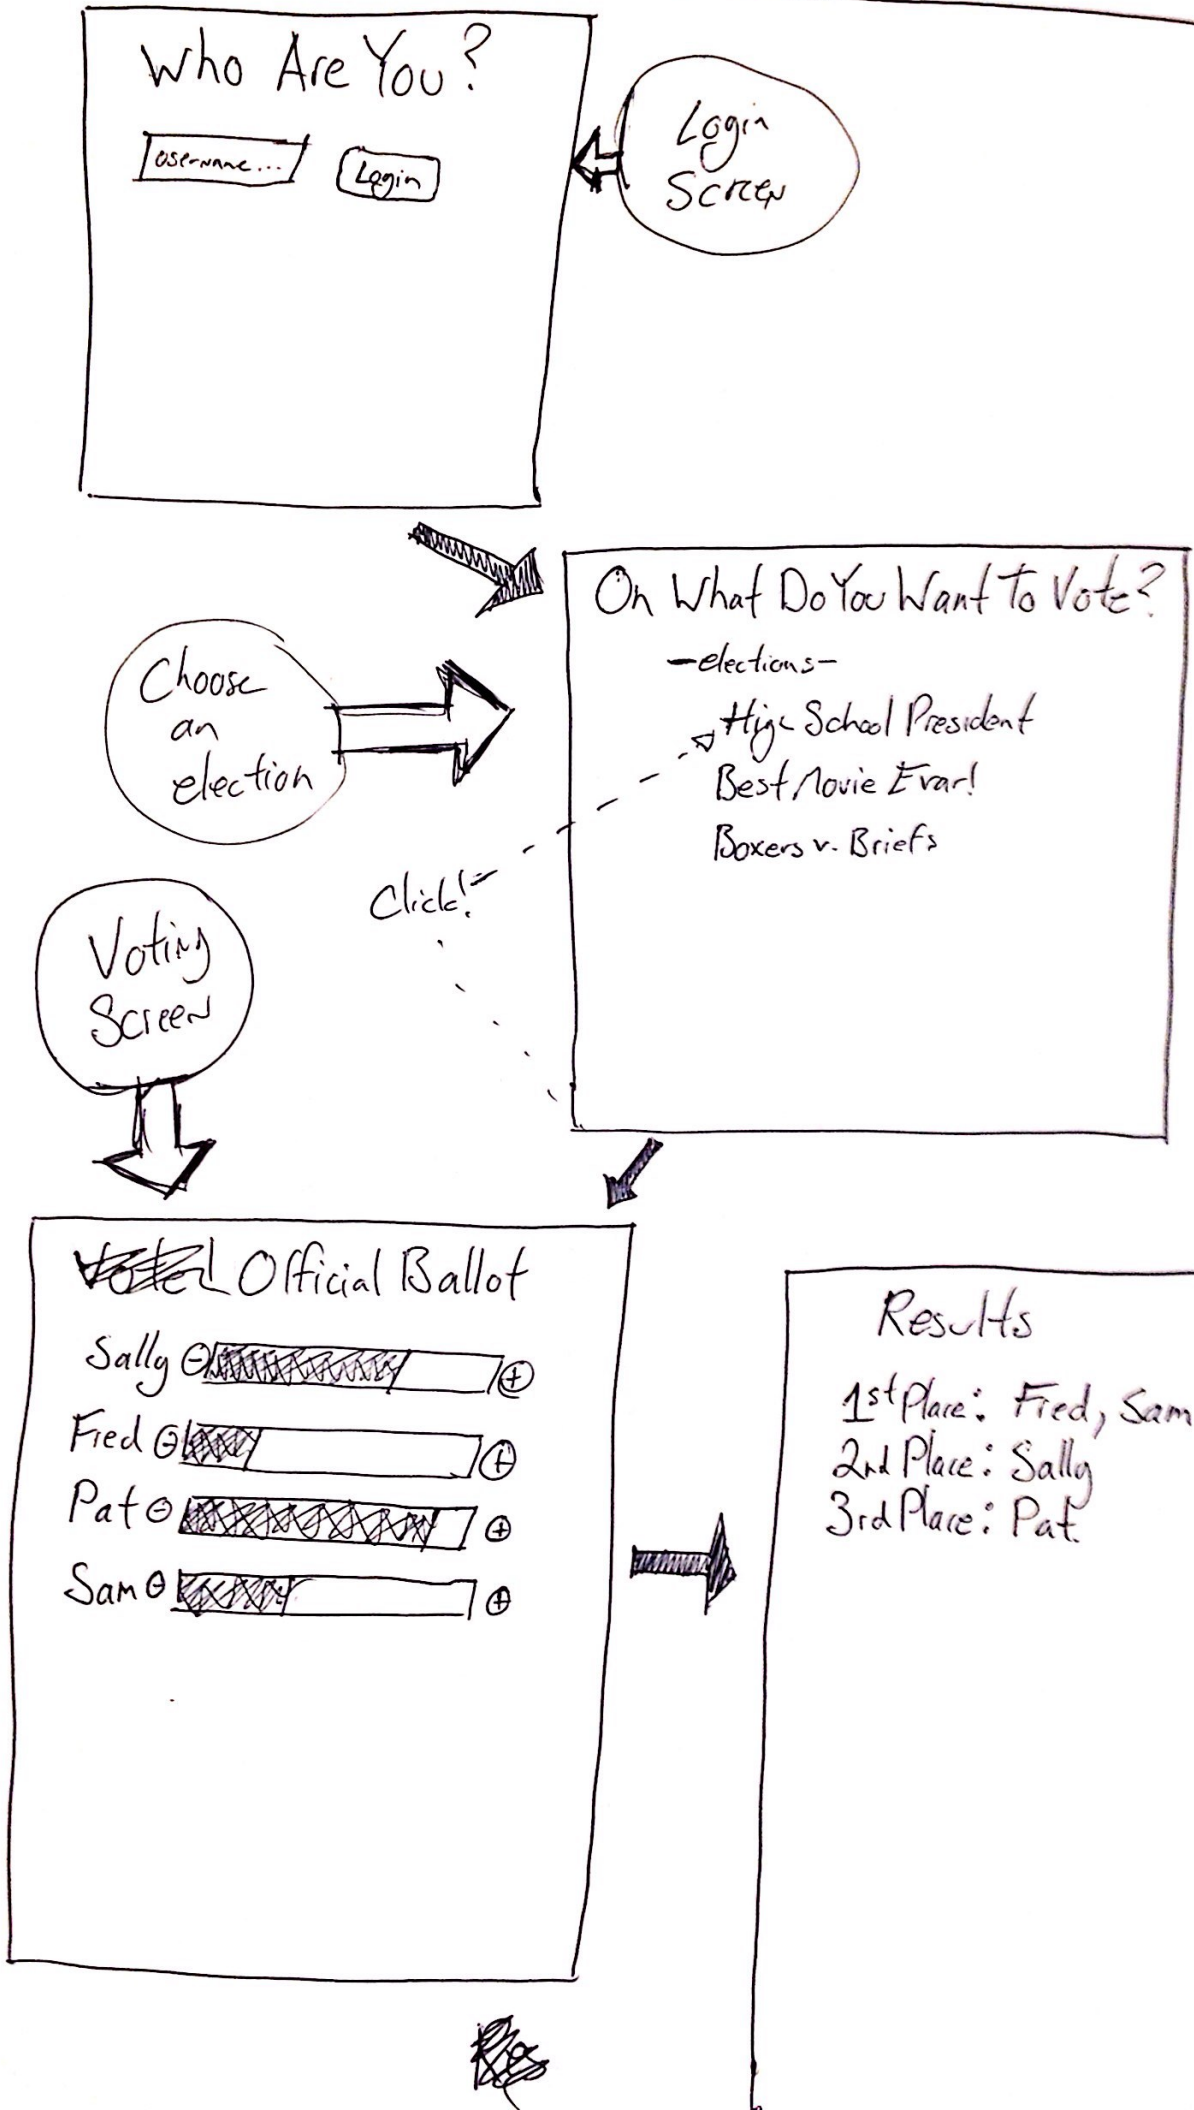 Who Are You?
username...
Login
Login
Screen
On What Do You Want To Vote?
-elections-
High School President
Best Movie Evar!
Boxers v. Briefs
Choose
an
election
Click!
Voting
Screen
Official Ballot
Sally - +
Fred - +
Pat - +
Sam - +
Results
1st Place: Fred, Sam
2nd Place: Sally
3rd Place: Pat